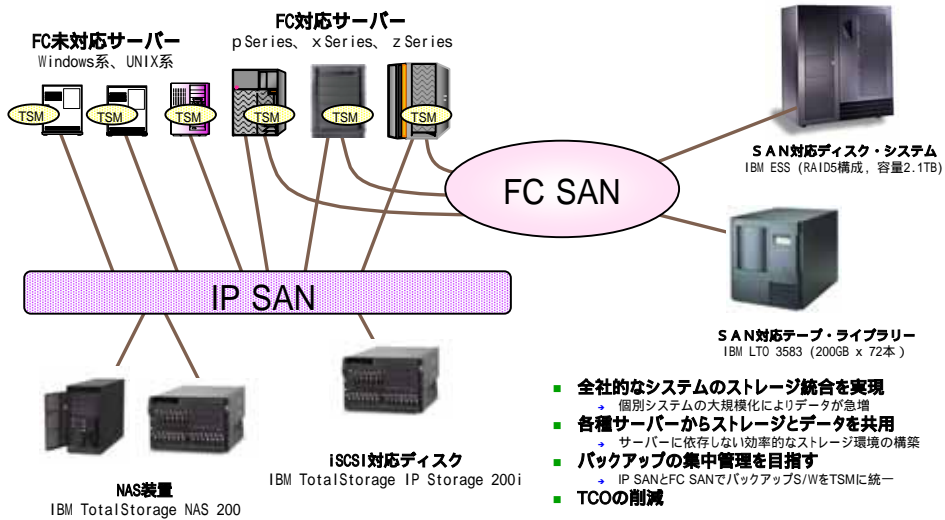 FC対応サーバー
pSeries、xSeries、zSeries
FC未対応サーバー
Windows系、UNIX系
TSM
TSM
TSM
TSM
TSM
TSM
SAN対応ディスク・システム
IBM ESS (RAID5構成, 容量2.1TB)
FC SAN
IP SAN
SAN対応テープ・ライブラリー
IBM LTO 3583 (200GB x 72本)
iSCSI対応ディスク
IBM TotalStorage IP Storage 200i
NAS装置
IBM TotalStorage NAS 200
■ 全社的なシステムのストレージ統合を実現
→ 個別システムの大規模化によりデータが急増
■ 各種サーバーからストレージとデータを共用
→ サーバーに依存しない効率的なストレージ環境の構築
■ バックアップの集中管理を目指す
→ IP SANとFC SANでバックアップS/WをTSMに統一
■ TCOの削減